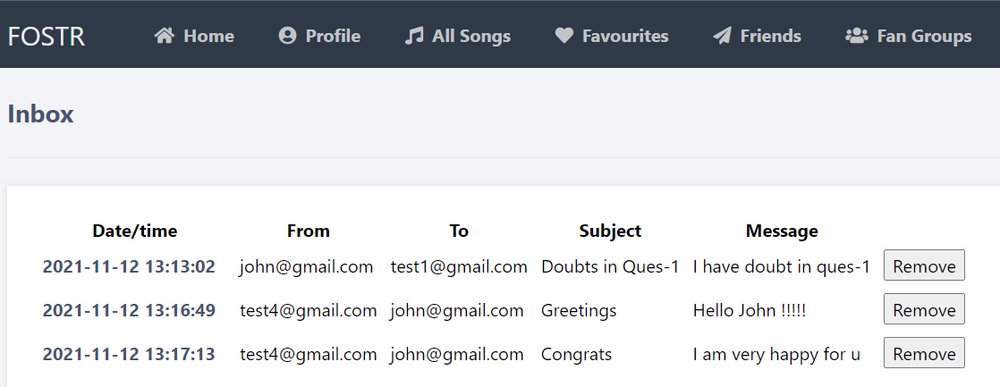 FOSTR Home Profile All Songs Favourites Friends Fan Groups
Inbox
Date/time From To Subject Message
2021-11-12 13:13:02 john@gmail.com test1@gmail.com Doubts in Ques-1 I have doubt in ques-1 Remove
2021-11-12 13:16:49 test4@gmail.com john@gmail.com Greetings Hello John !!!!! Remove
2021-11-12 13:17:13 test4@gmail.com john@gmail.com Congrats I am very happy for u Remove